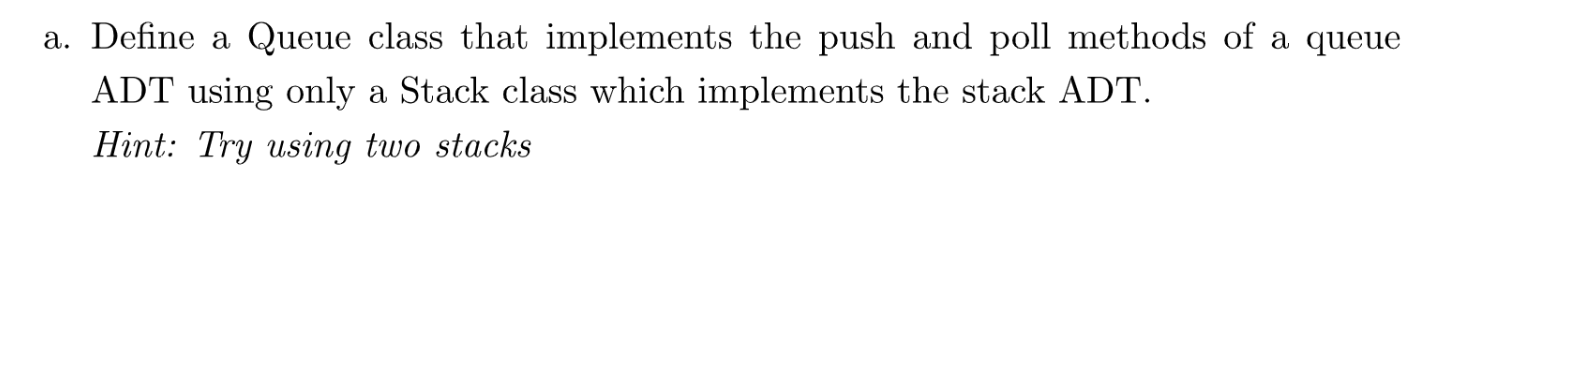 a. Define a Queue class that implements the push and poll methods of a queue
ADT using only a Stack class which implements the stack ADT.
Hint: Try using two stacks